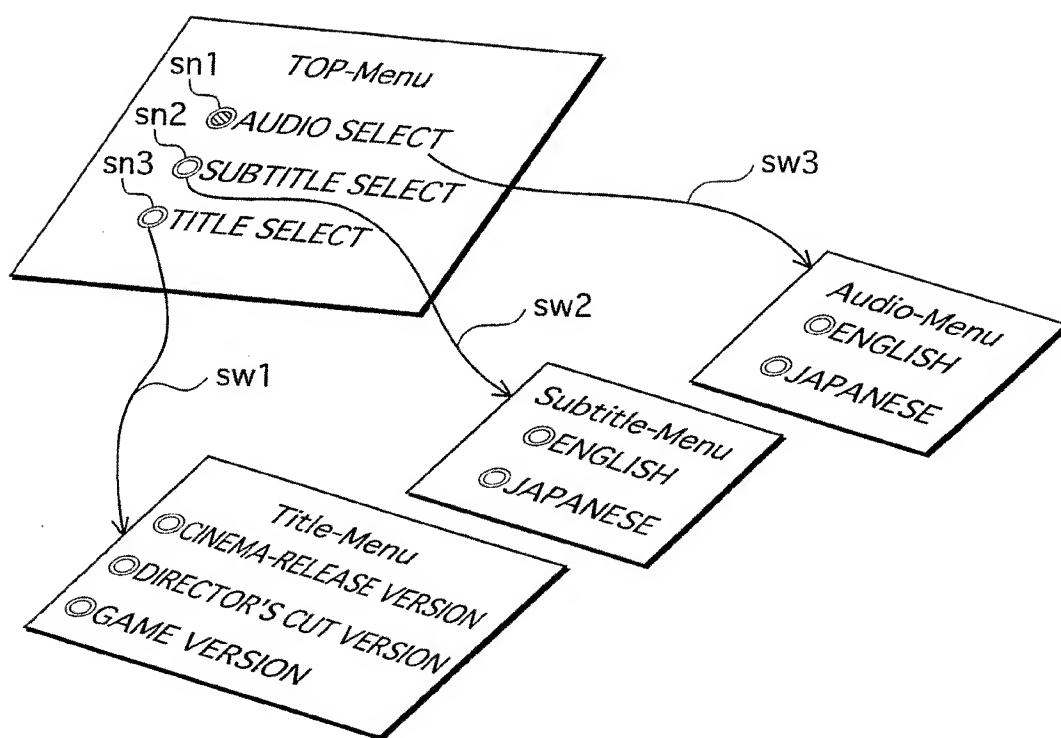 TOP-Menu
sn1
AUDIO SELECT
sn2
SUBTITLE SELECT
sn3
TITLE SELECT
sw3
sw2
sw1
Audio-Menu
ENGLISH
JAPANESE
Subtitle-Menu
ENGLISH
JAPANESE
Title-Menu
CINEMA-RELEASE VERSION
DIRECTOR'S CUT VERSION
GAME VERSION